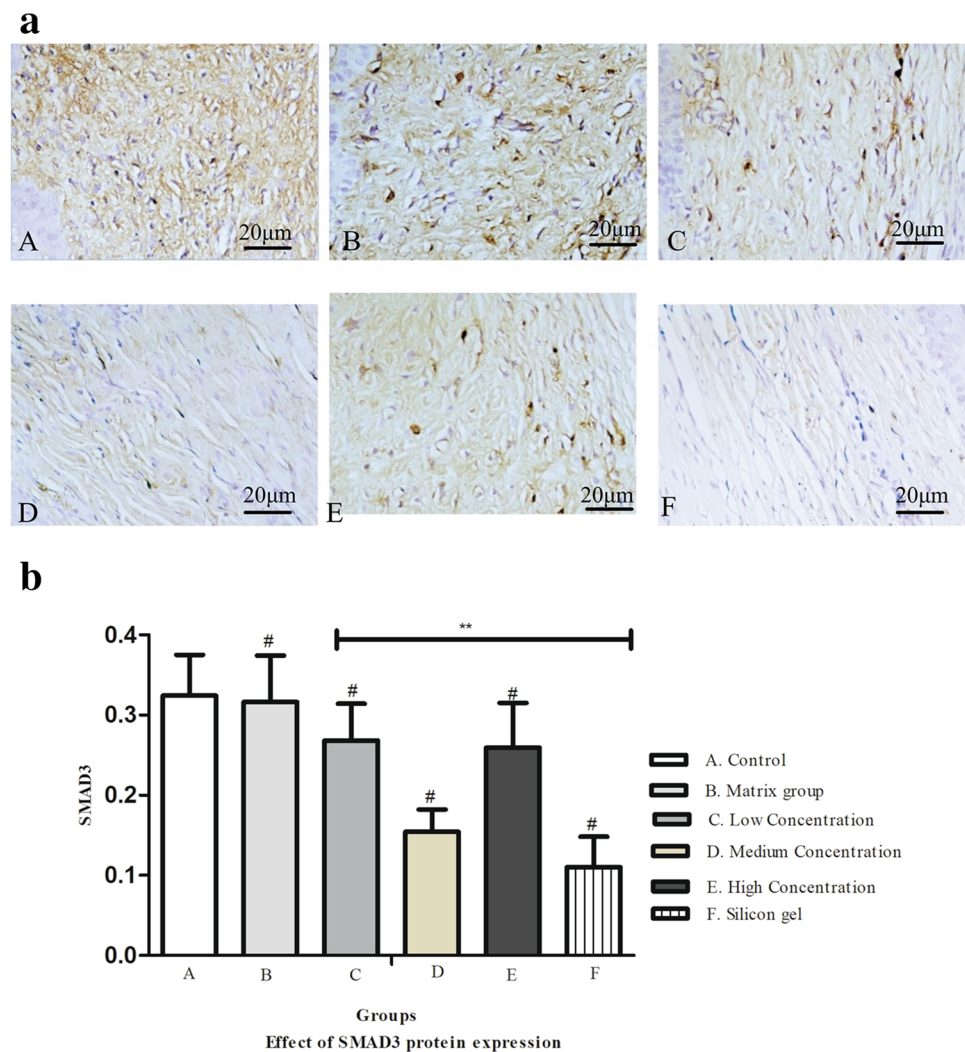 a
A 20μm
B 20μm
C 20μm
D 20μm
E 20μm
F 20μm
b
**
# # # # #
0.4
0.3
0.2
0.1
0.0
SMAD3
A B C D E F
Groups
Effect of SMAD3 protein expression
A. Control
B. Matrix group
C. Low Concentration
D. Medium Concentration
E. High Concentration
F. Silicon gel